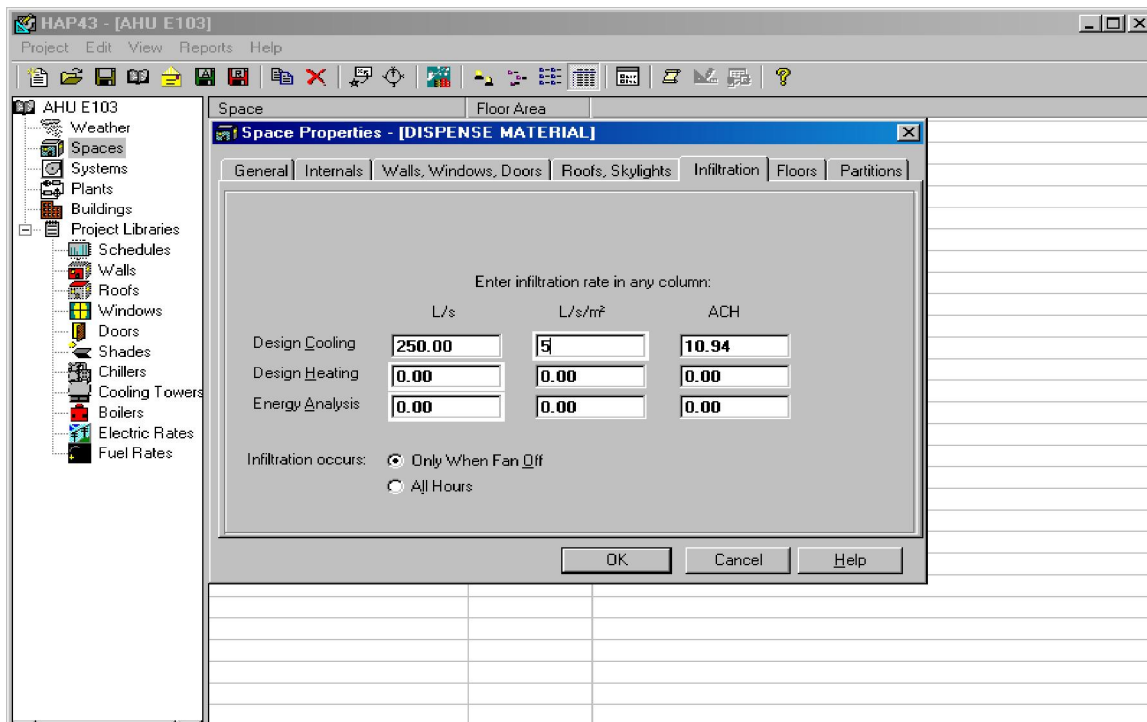 HAP43 - [AHU E103]
Project Edit View Reports Help
AHU E103
Weather
Spaces
Systems
Plants
Buildings
Project Libraries
Schedules
Walls
Roofs
Windows
Doors
Shades
Chillers
Cooling Towers
Boilers
Electric Rates
Fuel Rates
Space Floor Area
Space Properties - [DISPENSE MATERIAL]
General Internals Walls, Windows, Doors Roofs, Skylights Infiltration Floors Partitions
Enter infiltration rate in any column:
L/s L/s/m² ACH
Design Cooling 250.00 5 10.94
Design Heating 0.00 0.00 0.00
Energy Analysis 0.00 0.00 0.00
Infiltration occurs: Only When Fan Off
All Hours
OK Cancel Help